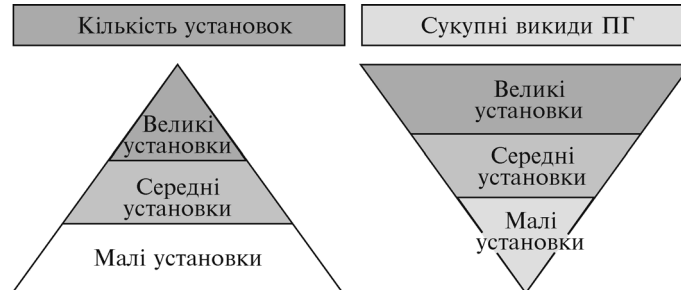 Кількість установок
Сукупні викиди ПГ
Великі
установки
Середні
установки
Малі установки
Великі
установки
Середні
установки
Малі
установки